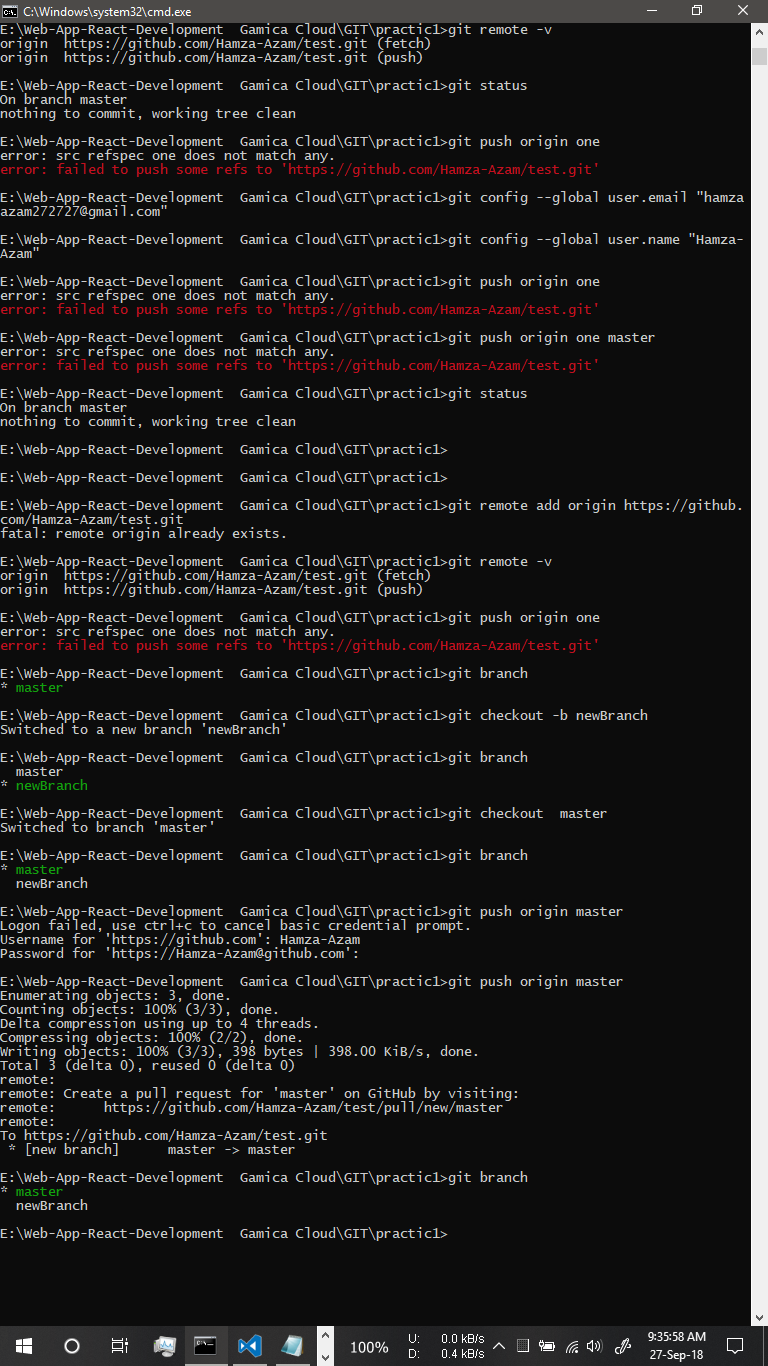 C:\Windows\system32\cmd.exe
E:\Web-App-React-Development  Gamica Cloud\GIT\practic1>git remote -v
origin  https://github.com/Hamza-Azam/test.git (fetch)
origin  https://github.com/Hamza-Azam/test.git (push)
E:\Web-App-React-Development  Gamica Cloud\GIT\practic1>git status
On branch master
nothing to commit, working tree clean
E:\Web-App-React-Development  Gamica Cloud\GIT\practic1>git push origin one
error: src refspec one does not match any.
error: failed to push some refs to 'https://github.com/Hamza-Azam/test.git'
E:\Web-App-React-Development  Gamica Cloud\GIT\practic1>git config --global user.email "hamza
azam272727@gmail.com"
E:\Web-App-React-Development  Gamica Cloud\GIT\practic1>git config --global user.name "Hamza-
Azam"
E:\Web-App-React-Development  Gamica Cloud\GIT\practic1>git push origin one
error: src refspec one does not match any.
error: failed to push some refs to 'https://github.com/Hamza-Azam/test.git'
E:\Web-App-React-Development  Gamica Cloud\GIT\practic1>git push origin one master
error: src refspec one does not match any.
error: failed to push some refs to 'https://github.com/Hamza-Azam/test.git'
E:\Web-App-React-Development  Gamica Cloud\GIT\practic1>git status
On branch master
nothing to commit, working tree clean
E:\Web-App-React-Development  Gamica Cloud\GIT\practic1>
E:\Web-App-React-Development  Gamica Cloud\GIT\practic1>
E:\Web-App-React-Development  Gamica Cloud\GIT\practic1>git remote add origin https://github.
com/Hamza-Azam/test.git
fatal: remote origin already exists.
E:\Web-App-React-Development  Gamica Cloud\GIT\practic1>git remote -v
origin  https://github.com/Hamza-Azam/test.git (fetch)
origin  https://github.com/Hamza-Azam/test.git (push)
E:\Web-App-React-Development  Gamica Cloud\GIT\practic1>git push origin one
error: src refspec one does not match any.
error: failed to push some refs to 'https://github.com/Hamza-Azam/test.git'
E:\Web-App-React-Development  Gamica Cloud\GIT\practic1>git branch
* master
E:\Web-App-React-Development  Gamica Cloud\GIT\practic1>git checkout -b newBranch
Switched to a new branch 'newBranch'
E:\Web-App-React-Development  Gamica Cloud\GIT\practic1>git branch
  master
* newBranch
E:\Web-App-React-Development  Gamica Cloud\GIT\practic1>git checkout  master
Switched to branch 'master'
E:\Web-App-React-Development  Gamica Cloud\GIT\practic1>git branch
* master
  newBranch
E:\Web-App-React-Development  Gamica Cloud\GIT\practic1>git push origin master
Logon failed, use ctrl+c to cancel basic credential prompt.
Username for 'https://github.com': Hamza-Azam
Password for 'https://Hamza-Azam@github.com':
E:\Web-App-React-Development  Gamica Cloud\GIT\practic1>git push origin master
Enumerating objects: 3, done.
Counting objects: 100% (3/3), done.
Delta compression using up to 4 threads.
Compressing objects: 100% (2/2), done.
Writing objects: 100% (3/3), 398 bytes | 398.00 KiB/s, done.
Total 3 (delta 0), reused 0 (delta 0)
remote:
remote: Create a pull request for 'master' on GitHub by visiting:
remote:      https://github.com/Hamza-Azam/test/pull/new/master
remote:
To https://github.com/Hamza-Azam/test.git
 * [new branch]      master -> master
E:\Web-App-React-Development  Gamica Cloud\GIT\practic1>git branch
* master
  newBranch
E:\Web-App-React-Development  Gamica Cloud\GIT\practic1>
100%
U: 0.0 kB/s
D: 0.4 kB/s
9:35:58 AM
27-Sep-18